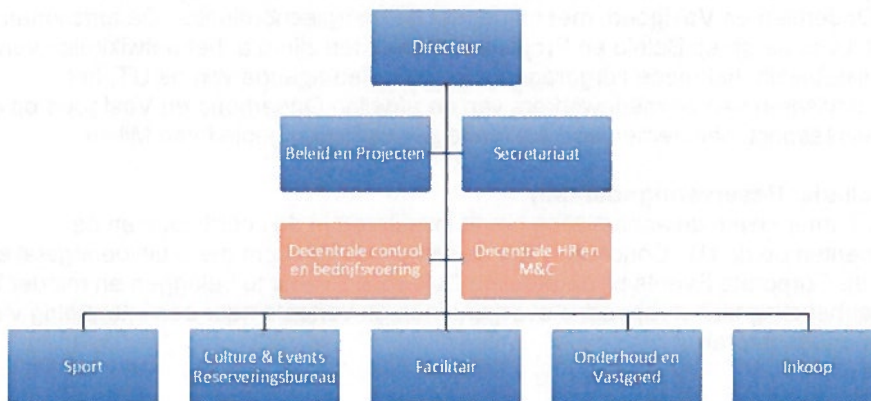 Directeur
Beleid en Projecten
Secretariaat
Decentrale control
en bedrijfsvoering
Decentrale HR en
M&C
Sport
Culture & Events
Reserveringsbureau
Facilitair
Onderhoud en
Vastgoed
Inkoop